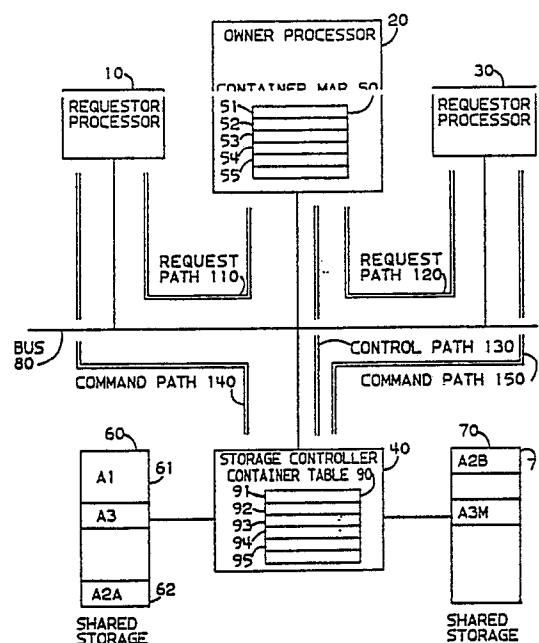 20
OWNER PROCESSOR
10
REQUESTOR
PROCESSOR
30
REQUESTOR
PROCESSOR
CONTAINER MAP 50
51
52
53
54
55
REQUEST
PATH 110
REQUEST
PATH 120
BUS
80
CONTROL PATH 130
COMMAND PATH 140
COMMAND PATH 150
60
A1
61
A3
A2A
62
SHARED
STORAGE
40
STORAGE CONTROLLER
CONTAINER TABLE 90
91
92
93
94
95
70
A2B
7
A3M
SHARED
STORAGE